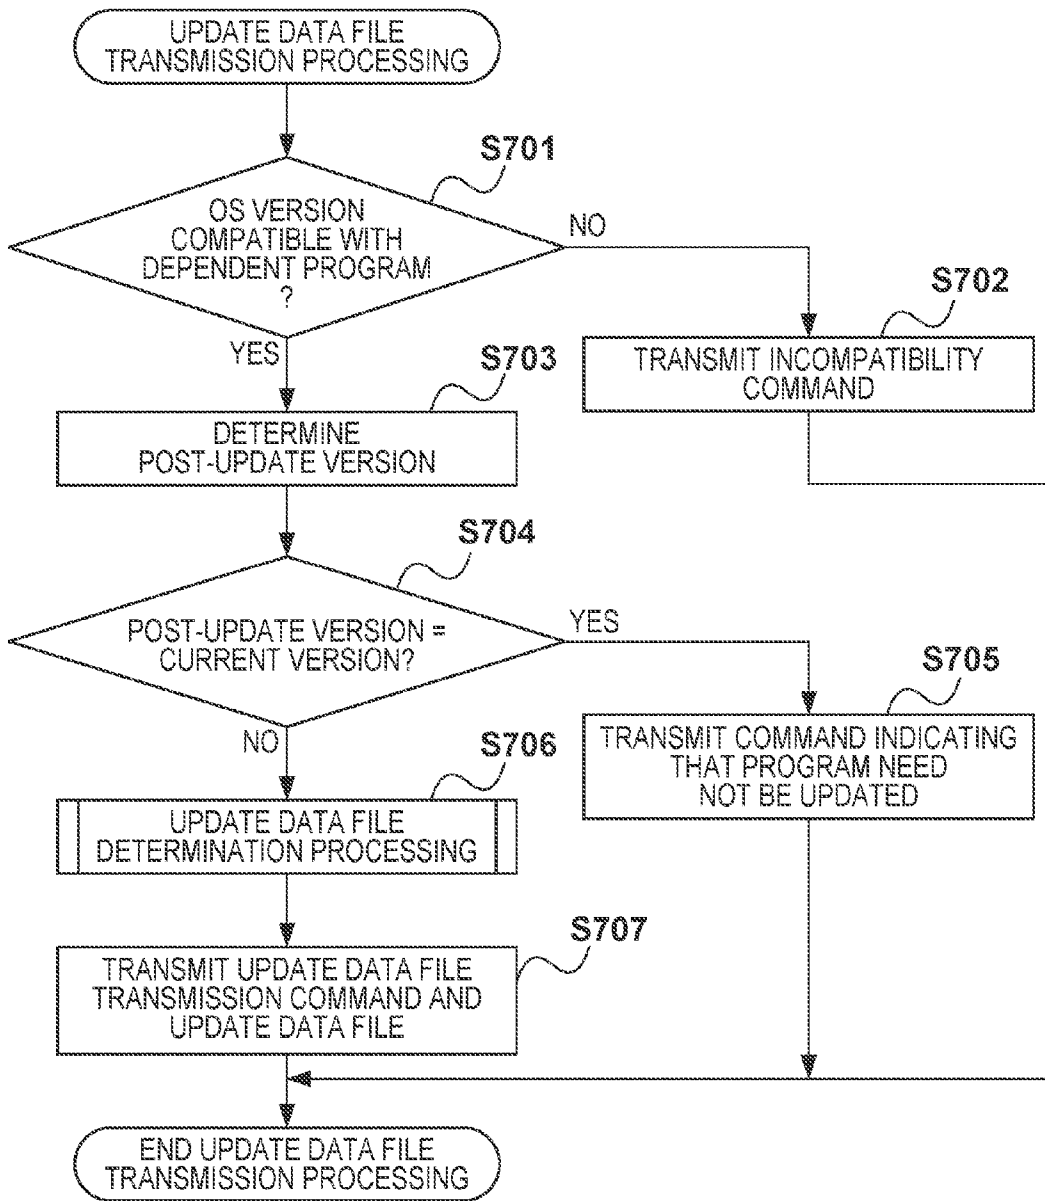 UPDATE DATA FILE
TRANSMISSION PROCESSING
S701
OS VERSION
COMPATIBLE WITH
DEPENDENT PROGRAM
?
NO
S702
TRANSMIT INCOMPATIBILITY
COMMAND
YES
S703
DETERMINE
POST-UPDATE VERSION
S704
POST-UPDATE VERSION =
CURRENT VERSION?
YES
S705
TRANSMIT COMMAND INDICATING
THAT PROGRAM NEED
NOT BE UPDATED
NO
S706
UPDATE DATA FILE
DETERMINATION PROCESSING
S707
TRANSMIT UPDATE DATA FILE
TRANSMISSION COMMAND AND
UPDATE DATA FILE
END UPDATE DATA FILE
TRANSMISSION PROCESSING